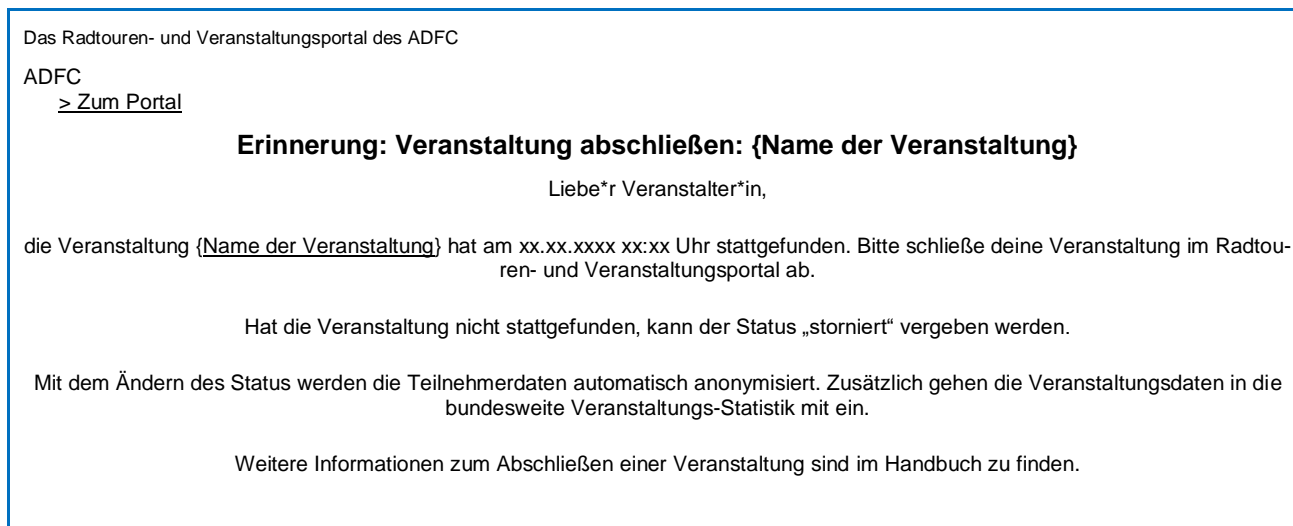 Das Radtouren- und Veranstaltungsportal des ADFC
ADFC
> Zum Portal
Erinnerung: Veranstaltung abschließen: {Name der Veranstaltung}
Liebe*r Veranstalter*in,
die Veranstaltung {Name der Veranstaltung} hat am xx.xx.xxxx xx:xx Uhr stattgefunden. Bitte schließe deine Veranstaltung im Radtou-
ren- und Veranstaltungsportal ab.
Hat die Veranstaltung nicht stattgefunden, kann der Status „storniert“ vergeben werden.
Mit dem Ändern des Status werden die Teilnehmerdaten automatisch anonymisiert. Zusätzlich gehen die Veranstaltungsdaten in die
bundesweite Veranstaltungs-Statistik mit ein.
Weitere Informationen zum Abschließen einer Veranstaltung sind im Handbuch zu finden.